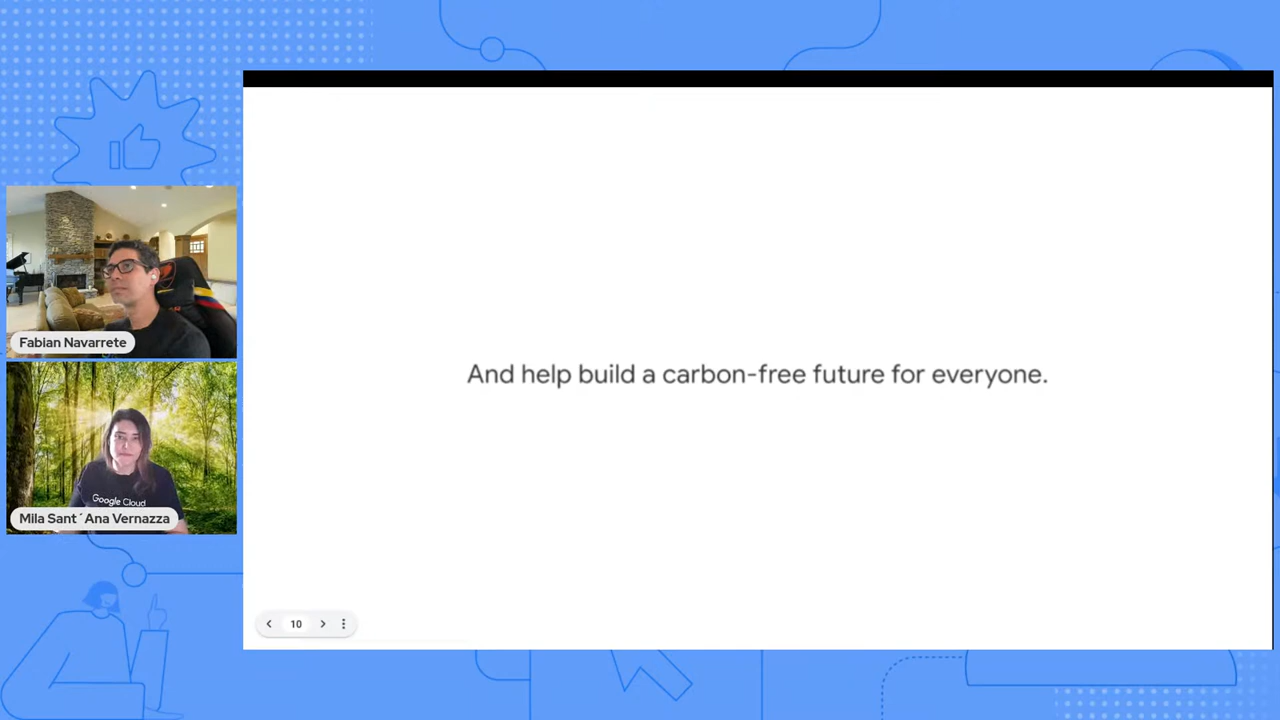 And help build a carbon-free future for everyone.
Fabian Navarrete
Google Cloud
Mila Sant´Ana Vernazza
10